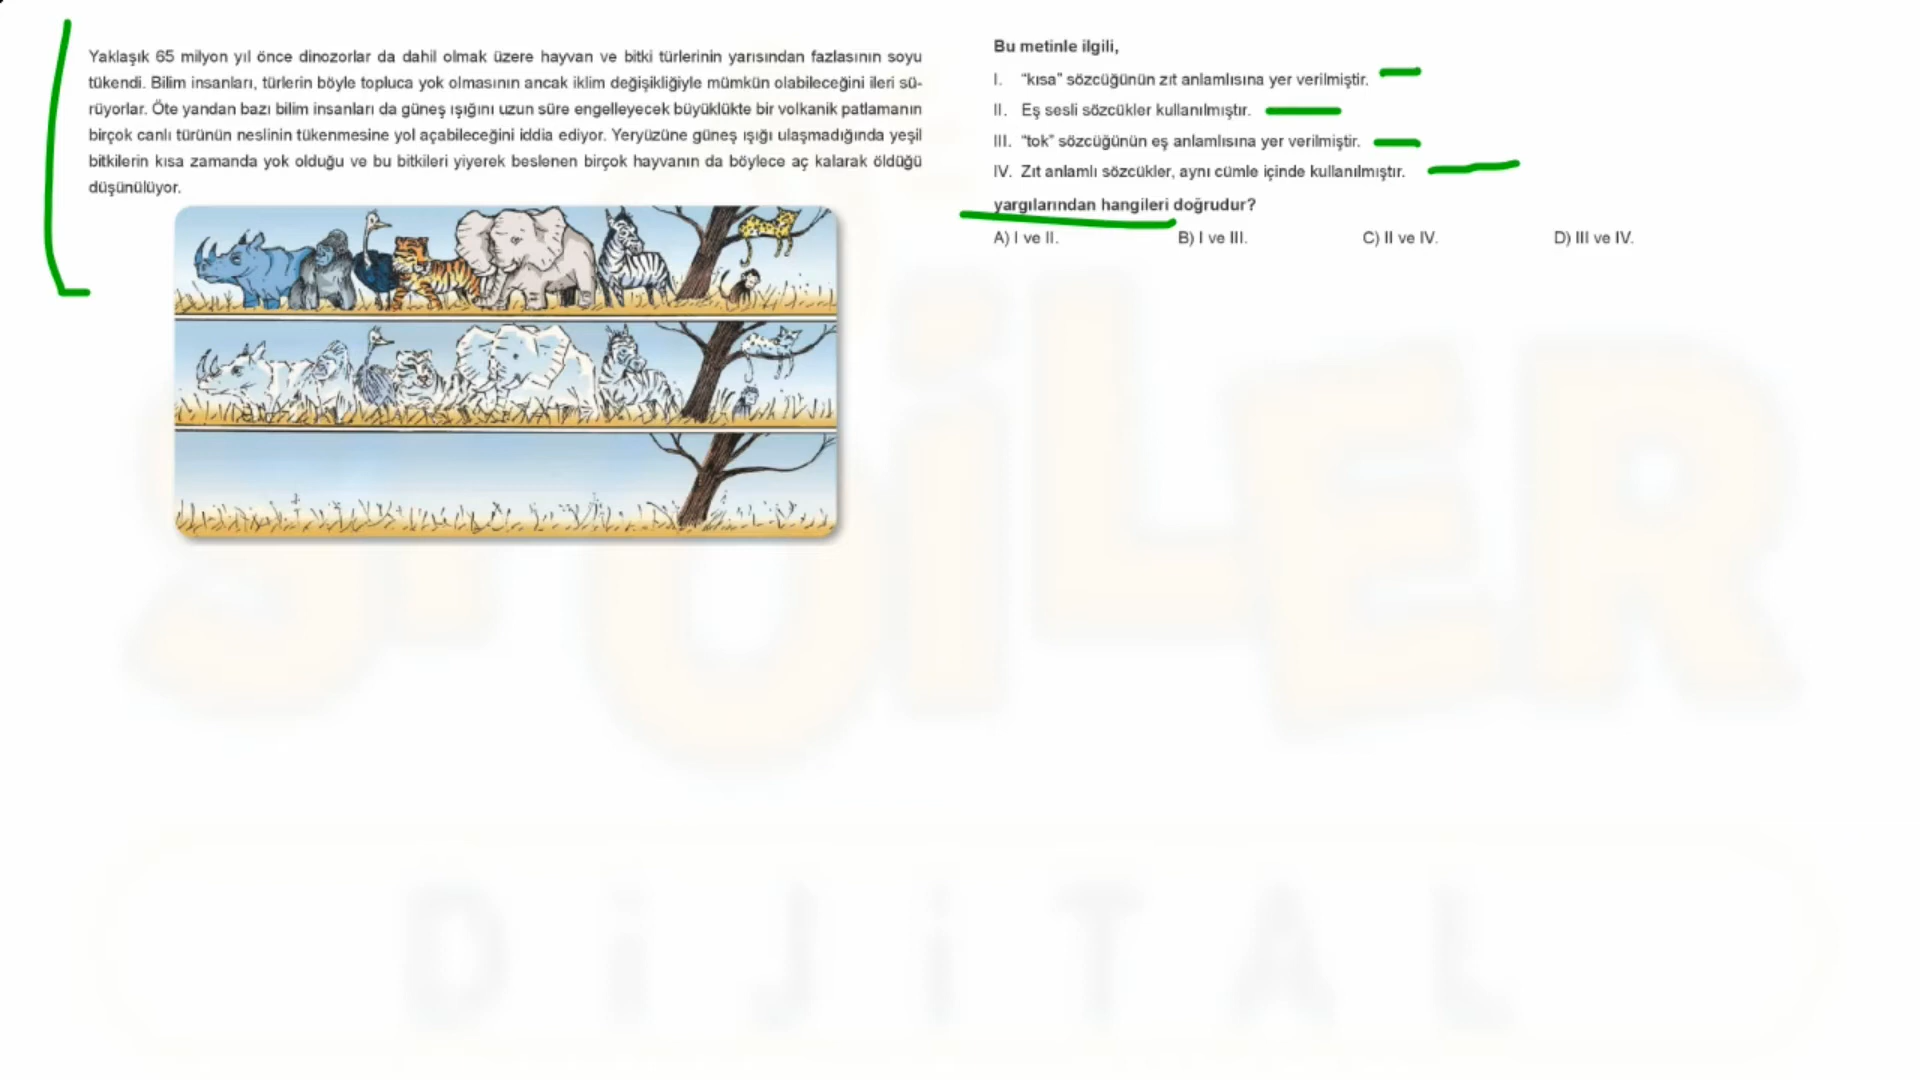 Yaklaşık 65 milyon yıl önce dinozorlar da dahil olmak üzere hayvan ve bitki türlerinin yarısından fazlasının soyu
tükendi. Bilim insanları, türlerin böyle topluca yok olmasının ancak iklim değişikliğiyle mümkün olabileceğini ileri sü-
rüyorlar. Öte yandan bazı bilim insanları da güneş ışığını uzun süre engelleyecek büyüklükte bir volkanik patlamanın
birçok canlı türünün neslinin tükenmesine yol açabileceğini iddia ediyor. Yeryüzüne güneş ışığı ulaşmadığında yeşil
bitkilerin kısa zamanda yok olduğu ve bu bitkileri yiyerek beslenen birçok hayvanın da böylece aç kalarak öldüğü
düşünülüyor.
Bu metinle ilgili,
I. “kısa” sözcüğünün zıt anlamlısına yer verilmiştir.
II. Eş sesli sözcükler kullanılmıştır.
III. “tok” sözcüğünün eş anlamlısına yer verilmiştir.
IV. Zıt anlamlı sözcükler, aynı cümle içinde kullanılmıştır.
yargılarından hangileri doğrudur?
A) I ve II. B) I ve III. C) II ve IV. D) III ve IV.
SPOiLER
DİJİTAL